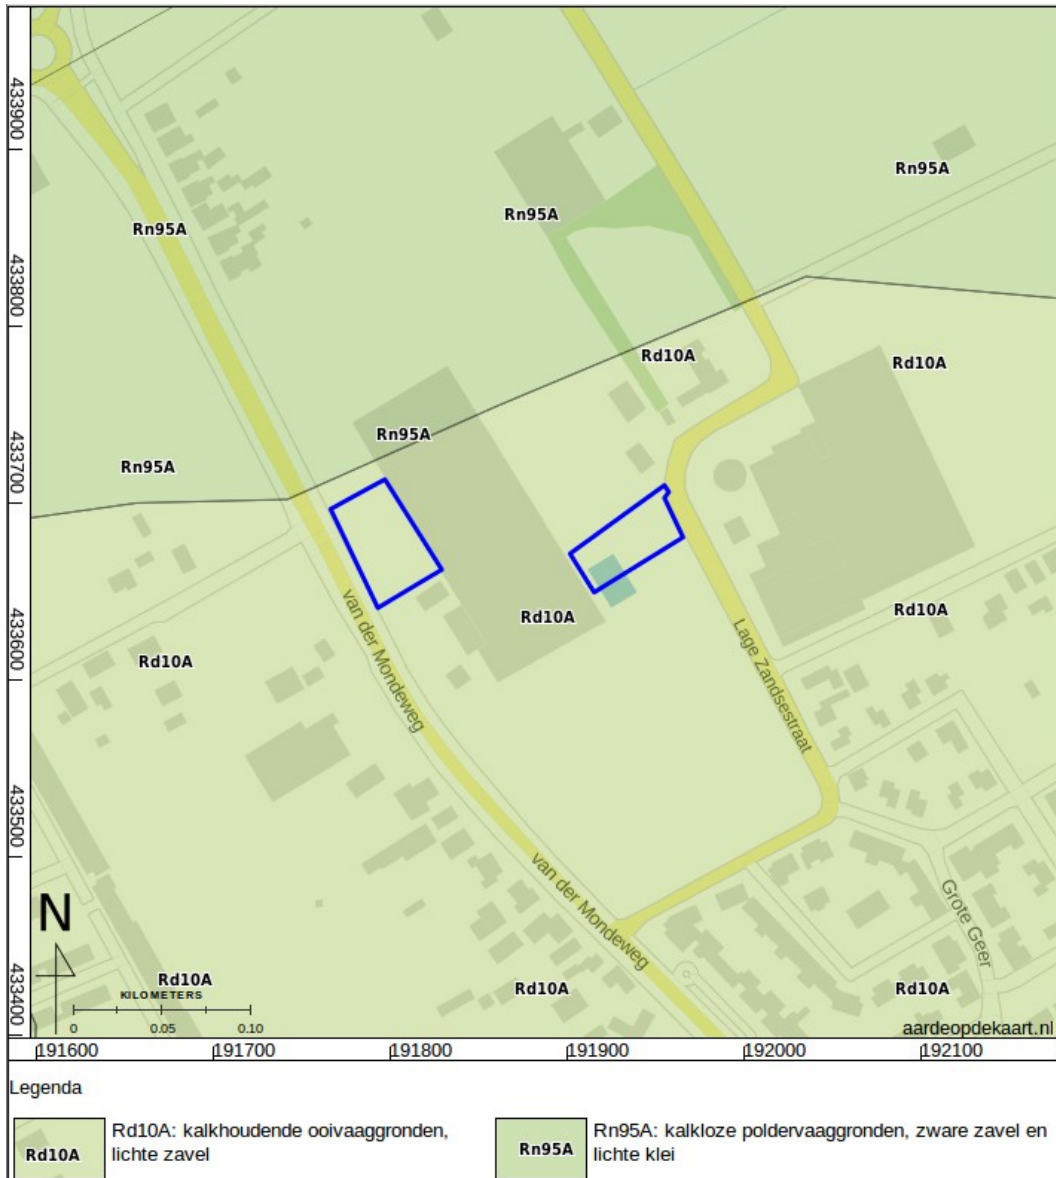 433900
Rn95A
Rn95A
Rn95A
433800
Rd10A
Rd10A
Rn95A
Rn95A
433700
van der Mondeweg
Rd10A
Rd10A
Lage Zandsestraat
433600
Rd10A
433500
van der Mondeweg
Grote Geer
N
Rd10A
Rd10A
Rd10A
KILOMETERS
0 0.05 0.10
433400
aardeopdekaart.nl
191600 191700 191800 191900 192000 192100
Legenda
Rd10A
Rd10A: kalkhoudende ooivaaggronden,
lichte zavel
Rn95A
Rn95A: kalkloze poldervaaggronden, zware zavel en
lichte klei